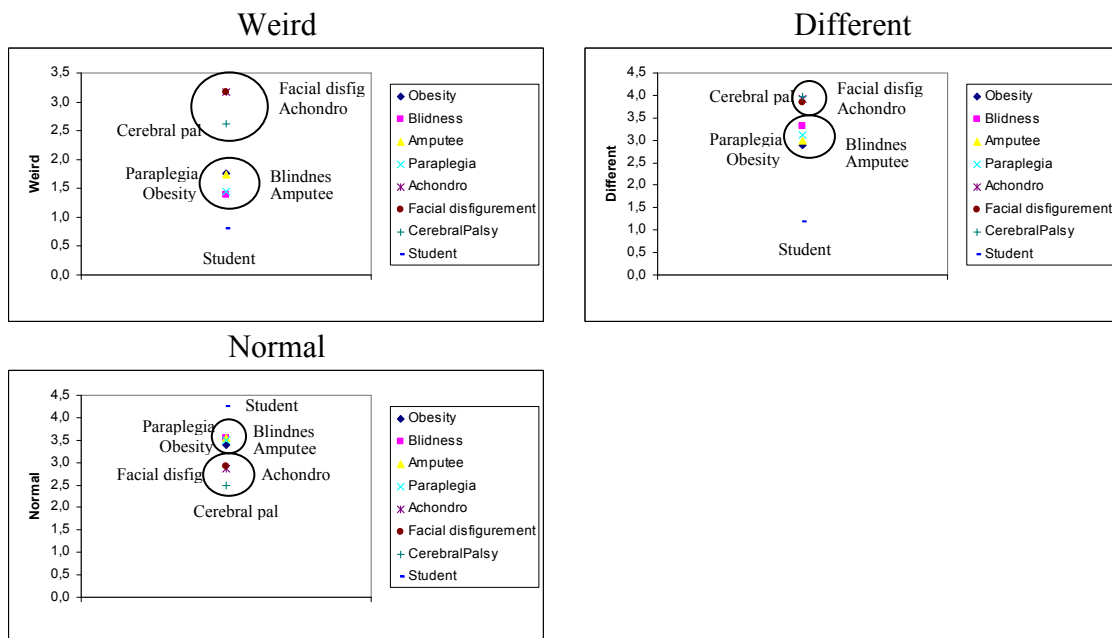 Weird
3,5
3,0
2,5
2,0
1,5
1,0
0,5
0,0
Weird
Facial disfig
Achondro
Cerebral pal
Paraplegia
Obesity
Blindnes
Amputee
Student
Obesity
Blidness
Amputee
Paraplegia
Achondro
Facial disfigurement
CerebralPalsy
Student
Different
4,5
4,0
3,5
3,0
2,5
2,0
1,5
1,0
0,5
0,0
Different
Cerebral pal
Facial disfig
Achondro
Paraplegia
Obesity
Blindnes
Amputee
Student
Obesity
Blidness
Amputee
Paraplegia
Achondro
Facial disfigurement
CerebralPalsy
Student
Normal
4,5
4,0
3,5
3,0
2,5
2,0
1,5
1,0
0,5
0,0
Normal
Student
Paraplegia
Obesity
Blindnes
Amputee
Facial disfig
Achondro
Cerebral pal
Obesity
Blidness
Amputee
Paraplegia
Achondro
Facial disfigurement
CerebralPalsy
Student